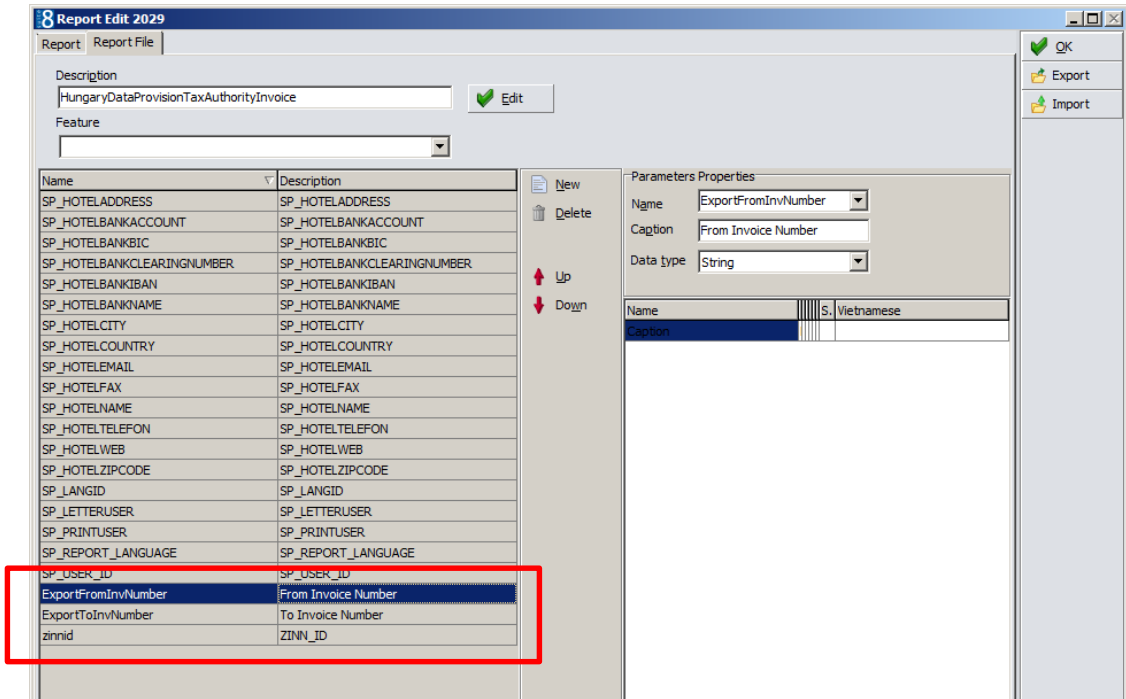 8 Report Edit 2029
Report Report File
OK
Export
Import
Description
HungaryDataProvisionTaxAuthorityInvoice
Edit
Feature
Name Description
SP_HOTELADDRESS SP_HOTELADDRESS
SP_HOTELBANKACCOUNT SP_HOTELBANKACCOUNT
SP_HOTELBANKBIC SP_HOTELBANKBIC
SP_HOTELBANKCLEARINGNUMBER SP_HOTELBANKCLEARINGNUMBER
SP_HOTELBANKIBAN SP_HOTELBANKIBAN
SP_HOTELBANKNAME SP_HOTELBANKNAME
SP_HOTELCITY SP_HOTELCITY
SP_HOTELCOUNTRY SP_HOTELCOUNTRY
SP_HOTELEMAIL SP_HOTELEMAIL
SP_HOTELFAX SP_HOTELFAX
SP_HOTELNAME SP_HOTELNAME
SP_HOTELTELEFON SP_HOTELTELEFON
SP_HOTELWEB SP_HOTELWEB
SP_HOTELZIPCODE SP_HOTELZIPCODE
SP_LANGID SP_LANGID
SP_LETTERUSER SP_LETTERUSER
SP_PRINTUSER SP_PRINTUSER
SP_REPORT_LANGUAGE SP_REPORT_LANGUAGE
SP_USER_ID SP_USER_ID
ExportFromInvNumber From Invoice Number
ExportToInvNumber To Invoice Number
zinnid ZINN_ID
New
Delete
Up
Down
Parameters Properties
Name ExportFromInvNumber
Caption From Invoice Number
Data type String
Name S. Vietnamese
Caption